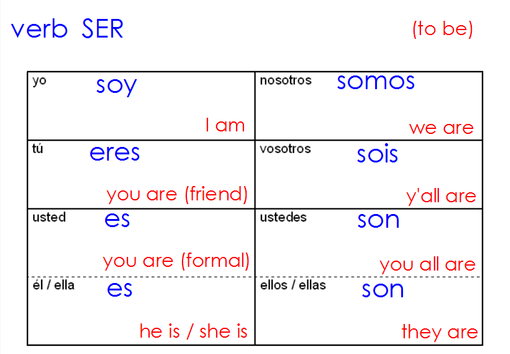 verb SER (to be)
yo soy nosotros somos
I am we are
tú eres vosotros sois
you are (friend) y'all are
usted es ustedes son
you are (formal) you all are
él / ella es ellos / ellas son
he is / she is they are